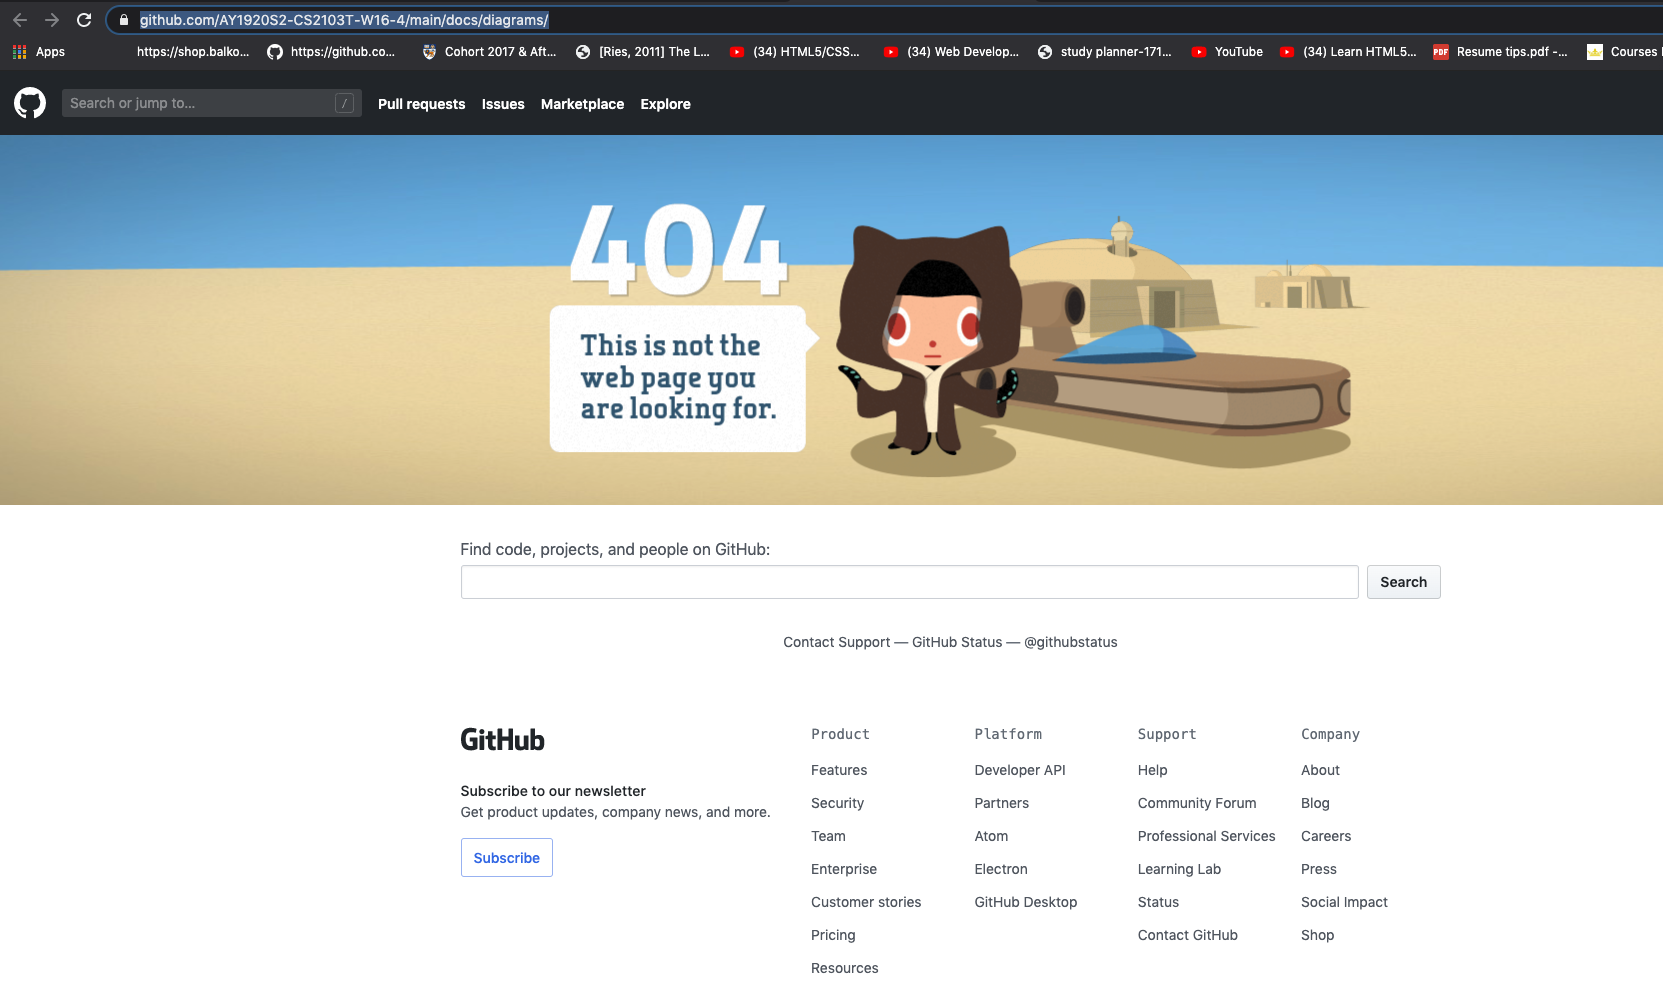 github.com/AY1920S2-CS2103T-W16-4/main/docs/diagrams/
Apps https://shop.balko... https://github.co... Cohort 2017 & Aft... [Ries, 2011] The L... (34) HTML5/CSS... (34) Web Develop... study planner-171... YouTube (34) Learn HTML5... PDF Resume tips.pdf -... Courses
Search or jump to... / Pull requests Issues Marketplace Explore
404
This is not the
web page you
are looking for.
Find code, projects, and people on GitHub:
Search
Contact Support — GitHub Status — @githubstatus
GitHub
Subscribe to our newsletter
Get product updates, company news, and more.
Subscribe
Product
Features
Security
Team
Enterprise
Customer stories
Pricing
Resources
Platform
Developer API
Partners
Atom
Electron
GitHub Desktop
Support
Help
Community Forum
Professional Services
Learning Lab
Status
Contact GitHub
Company
About
Blog
Careers
Press
Social Impact
Shop